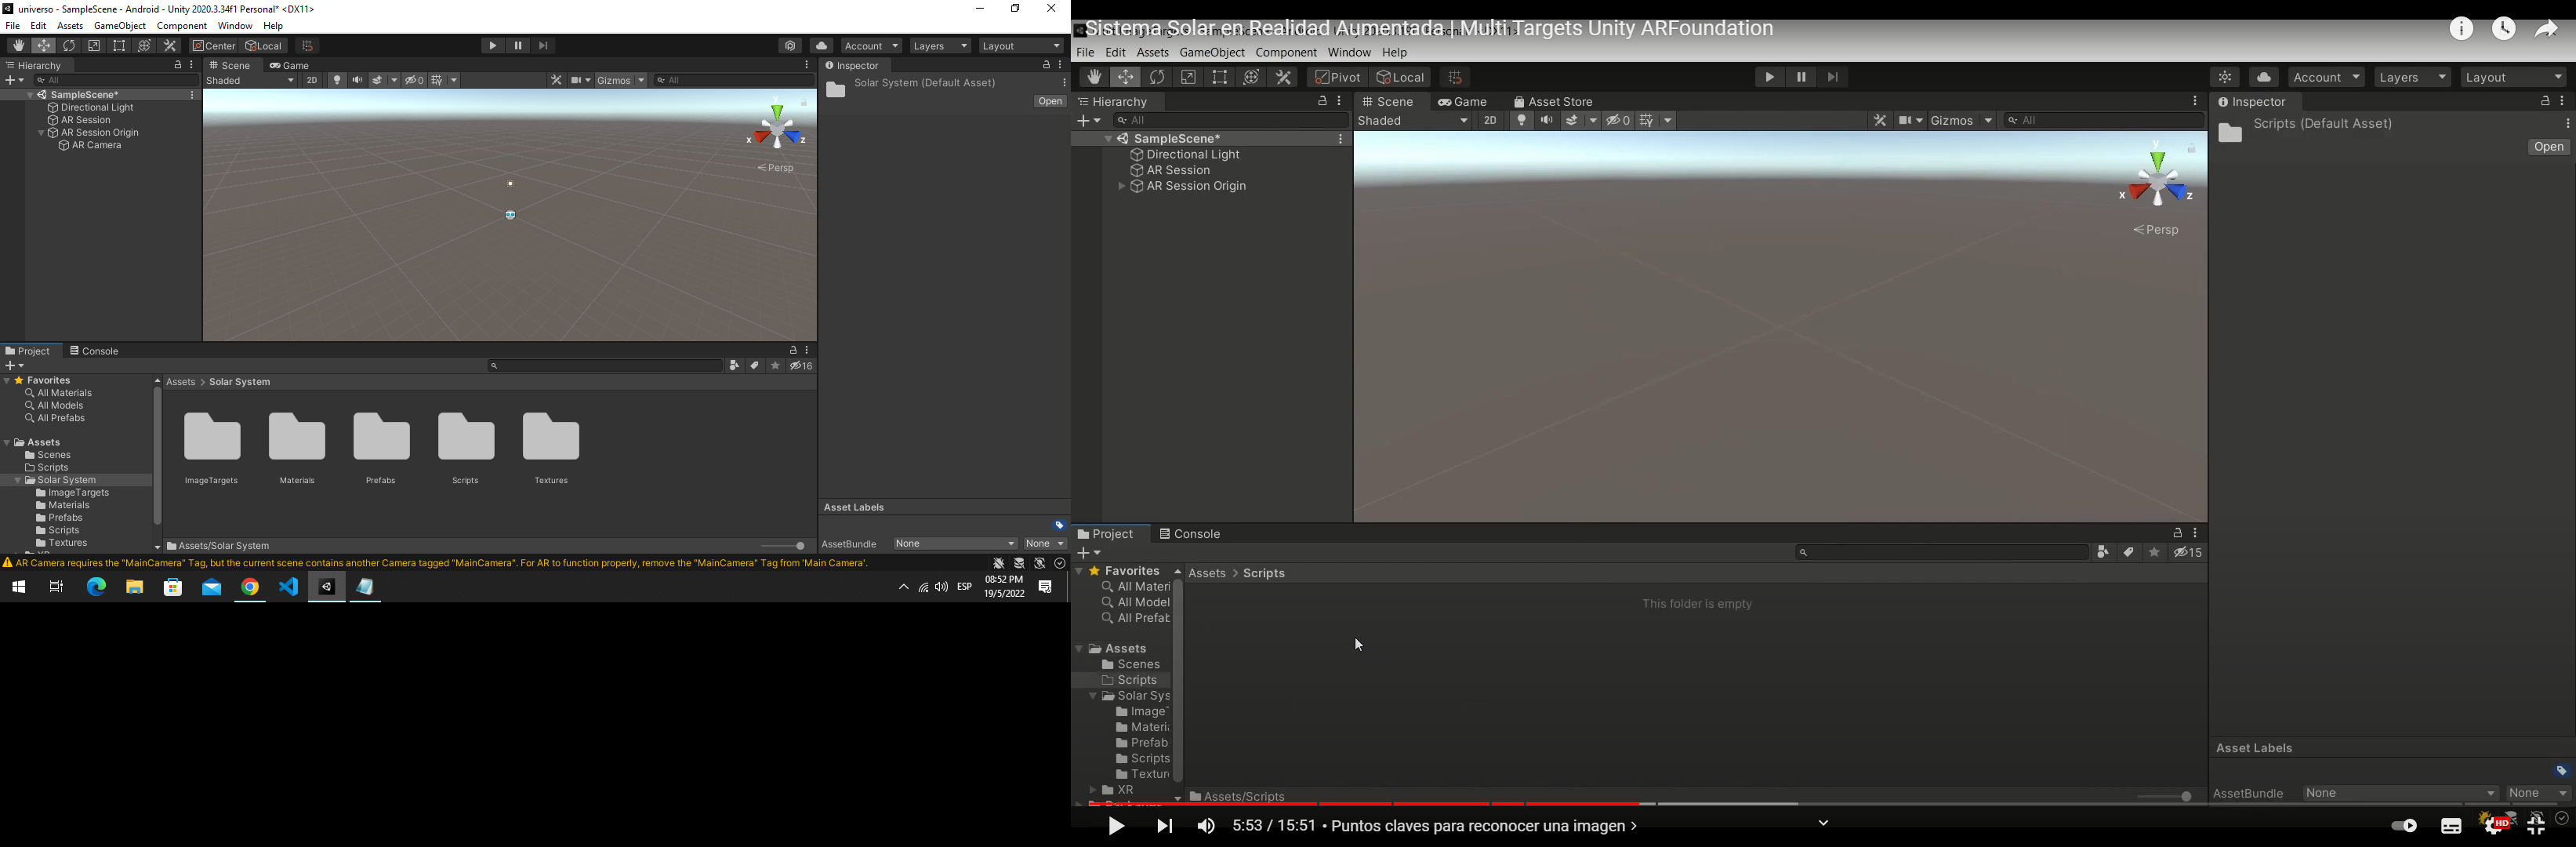 universo - SampleScene - Android - Unity 2020.3.34f1 Personal* <DX11>
File Edit Assets GameObject Component Window Help
Center Local
Account Layers Layout
Hierarchy
All
SampleScene*
Directional Light
AR Session
AR Session Origin
AR Camera
Scene Game
Shaded 2D 0 Gizmos All
y
x z
Persp
Inspector
Solar System (Default Asset)
Open
Project Console
16
Favorites
All Materials
All Models
All Prefabs
Assets
Scenes
Scripts
Solar System
ImageTargets
Materials
Prefabs
Scripts
Textures
Assets > Solar System
ImageTargets Materials Prefabs Scripts Textures
Assets/Solar System
Asset Labels
AssetBundle None None
AR Camera requires the "MainCamera" Tag, but the current scene contains another Camera tagged "MainCamera". For AR to function properly, remove the "MainCamera" Tag from 'Main Camera'.
ESP
08:52 PM
19/5/2022
Sistema Solar en Realidad Aumentada | Multi Targets Unity ARFoundation
File Edit Assets GameObject Component Window Help
Pivot Local
Account Layers Layout
Hierarchy
All
SampleScene*
Directional Light
AR Session
AR Session Origin
Scene Game Asset Store
Shaded 2D 0 Gizmos All
y
x z
Persp
Inspector
Scripts (Default Asset)
Open
Project Console
15
Favorites
All Materi
All Model
All Prefab
Assets
Scenes
Scripts
Solar Sys
Image
Materi
Prefab
Scripts
Textur
XR
Assets > Scripts
This folder is empty
Assets/Scripts
Asset Labels
AssetBundle None None
5:53 / 15:51 • Puntos claves para reconocer una imagen >
HD